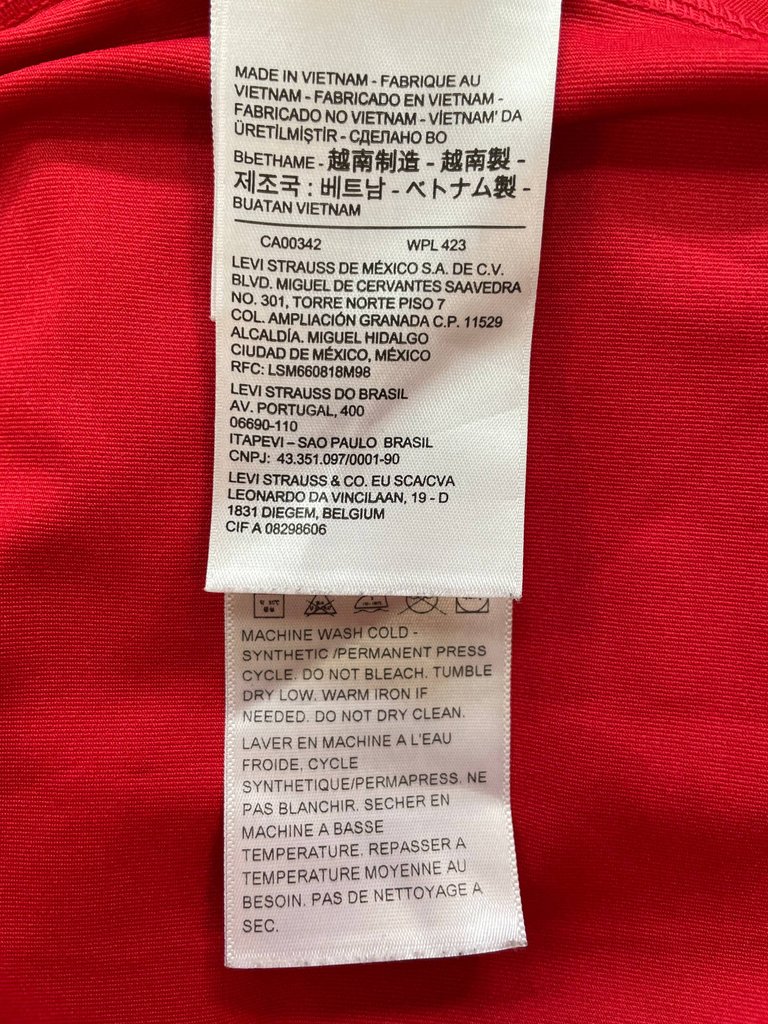 MADE IN VIETNAM - FABRIQUE AU
VIETNAM - FABRICADO EN VIETNAM -
FABRICADO NO VIETNAM - VİETNAM' DA
ÜRETİLMİŞTİR - СДЕЛАНО ВО
ВЬЕТНАМЕ - 越南制造 - 越南製 -
제조국 : 베트남 - ベトナム製 -
BUATAN VIETNAM
CA00342 WPL 423
LEVI STRAUSS DE MÉXICO S.A. DE C.V.
BLVD. MIGUEL DE CERVANTES SAAVEDRA
NO. 301, TORRE NORTE PISO 7
COL. AMPLIACIÓN GRANADA C.P. 11529
ALCALDÍA. MIGUEL HIDALGO
CIUDAD DE MÉXICO, MÉXICO
RFC: LSM660818M98
LEVI STRAUSS DO BRASIL
AV. PORTUGAL, 400
06690-110
ITAPEVI – SAO PAULO BRASIL
CNPJ: 43.351.097/0001-90
LEVI STRAUSS & CO. EU SCA/CVA
LEONARDO DA VINCILAAN, 19 - D
1831 DIEGEM, BELGIUM
CIF A 08298606
MACHINE WASH COLD -
SYNTHETIC /PERMANENT PRESS
CYCLE. DO NOT BLEACH. TUMBLE
DRY LOW. WARM IRON IF
NEEDED. DO NOT DRY CLEAN.
LAVER EN MACHINE A L'EAU
FROIDE, CYCLE
SYNTHETIQUE/PERMAPRESS. NE
PAS BLANCHIR. SECHER EN
MACHINE A BASSE
TEMPERATURE. REPASSER A
TEMPERATURE MOYENNE AU
BESOIN. PAS DE NETTOYAGE A
SEC.